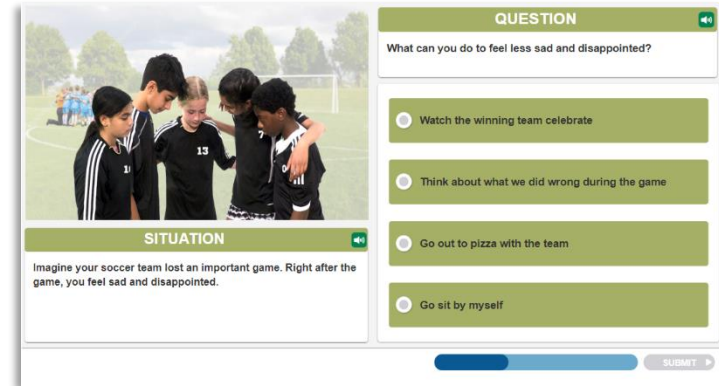 QUESTION
What can you do to feel less sad and disappointed?
Watch the winning team celebrate
Think about what we did wrong during the game
Go out to pizza with the team
Go sit by myself
13
SITUATION
Imagine your soccer team lost an important game. Right after the
game, you feel sad and disappointed.
SUBMIT